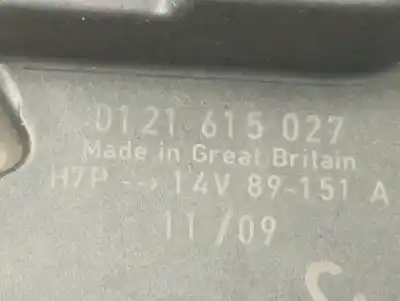 0121 615 027
Made in Great Britain
H7P --> 14V 89-151 A
11/09